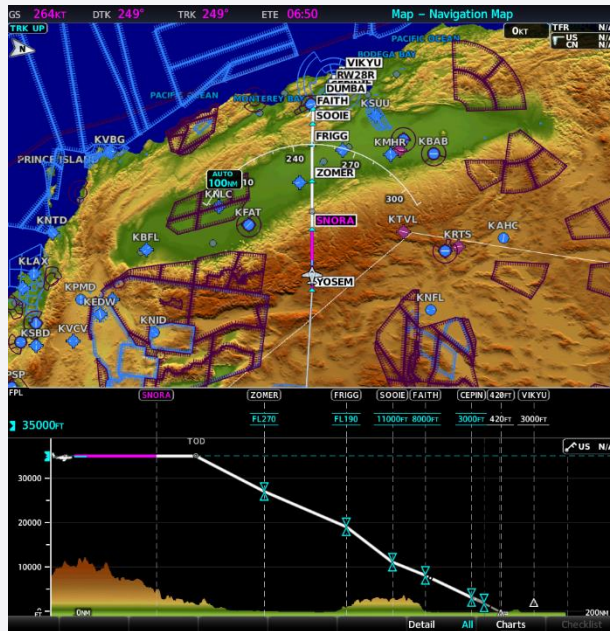 GS 264KT DTK 249° TRK 249° ETE 06:50 Map – Navigation Map
TRK UP
N
0KT
TFR N/A
US N/A
CN
PACIFIC OCEAN
BODEGA BAY
VIKYU
RW28R
DUMBA
PACIFIC OCEAN
MONTEREY BAY
FAITH
KSUU
SOOIE
FRIGG
KMHR
KBAB
KVBG
PRINCE ISLAND
240
270
ZOMER
AUTO
100NM
KNLC
300
KNTD
KFAT
SNORA
KTVL
KAHC
KRTS
KBFL
KLAX
KPMD
YOSEM
KEDW
KNFL
KNID
KSBD
KVCV
PSP
FPL
SNORA ZOMER FRIGG SOOIE FAITH CEPIN 420FT VIKYU
FL270 FL190 11000FT 8000FT 3000FT 420FT 3000FT
35000FT
TOD
US N/
30000
20000
10000
FT
0NM
200NM
Detail All Charts Checklist